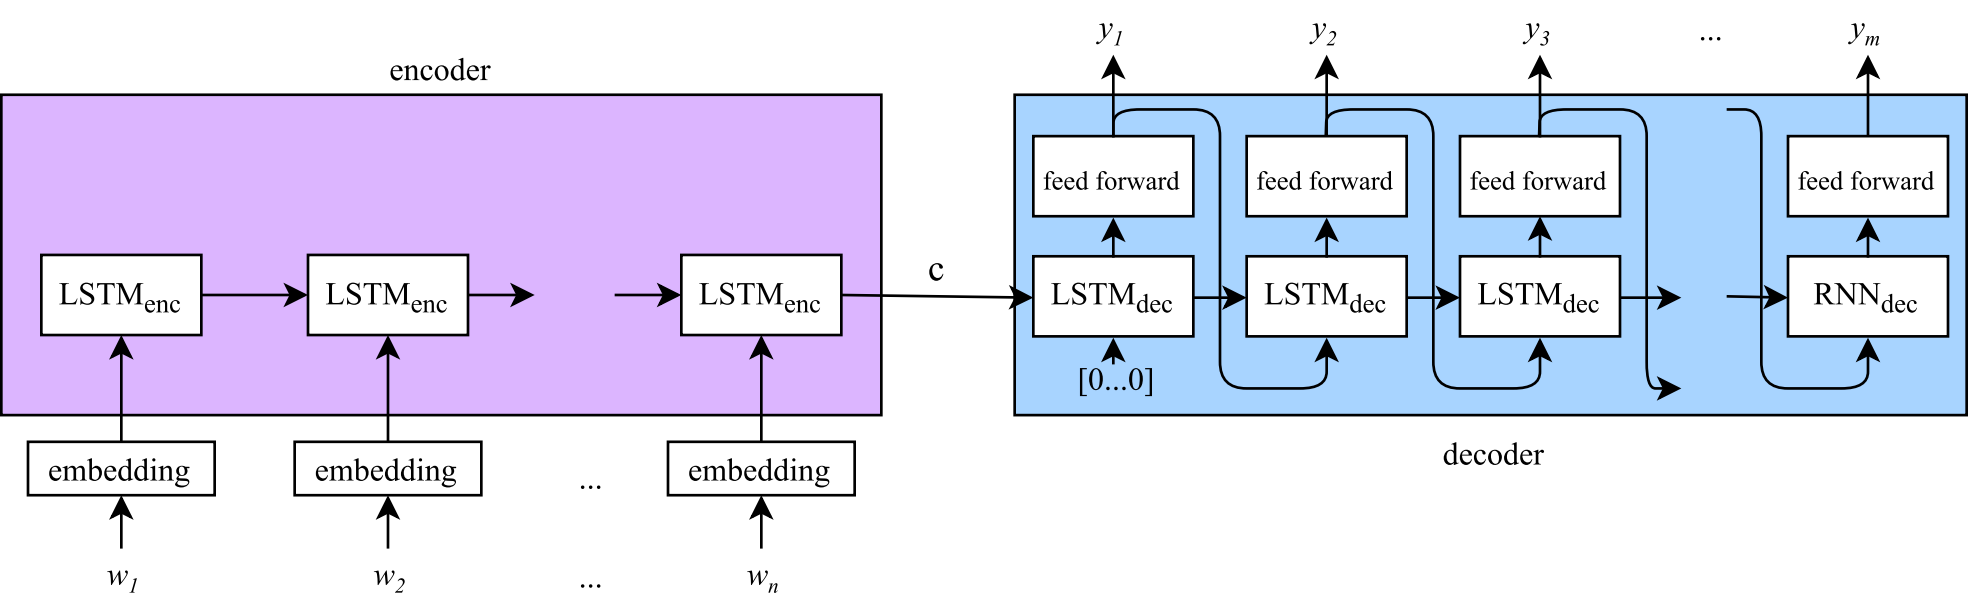 y1 y2 y3 ... ym
encoder
feed forward feed forward feed forward feed forward
LSTMenc LSTMenc LSTMenc c LSTMdec LSTMdec LSTMdec RNNdec
[0...0]
embedding embedding ... embedding
decoder
w1 w2 ... wn